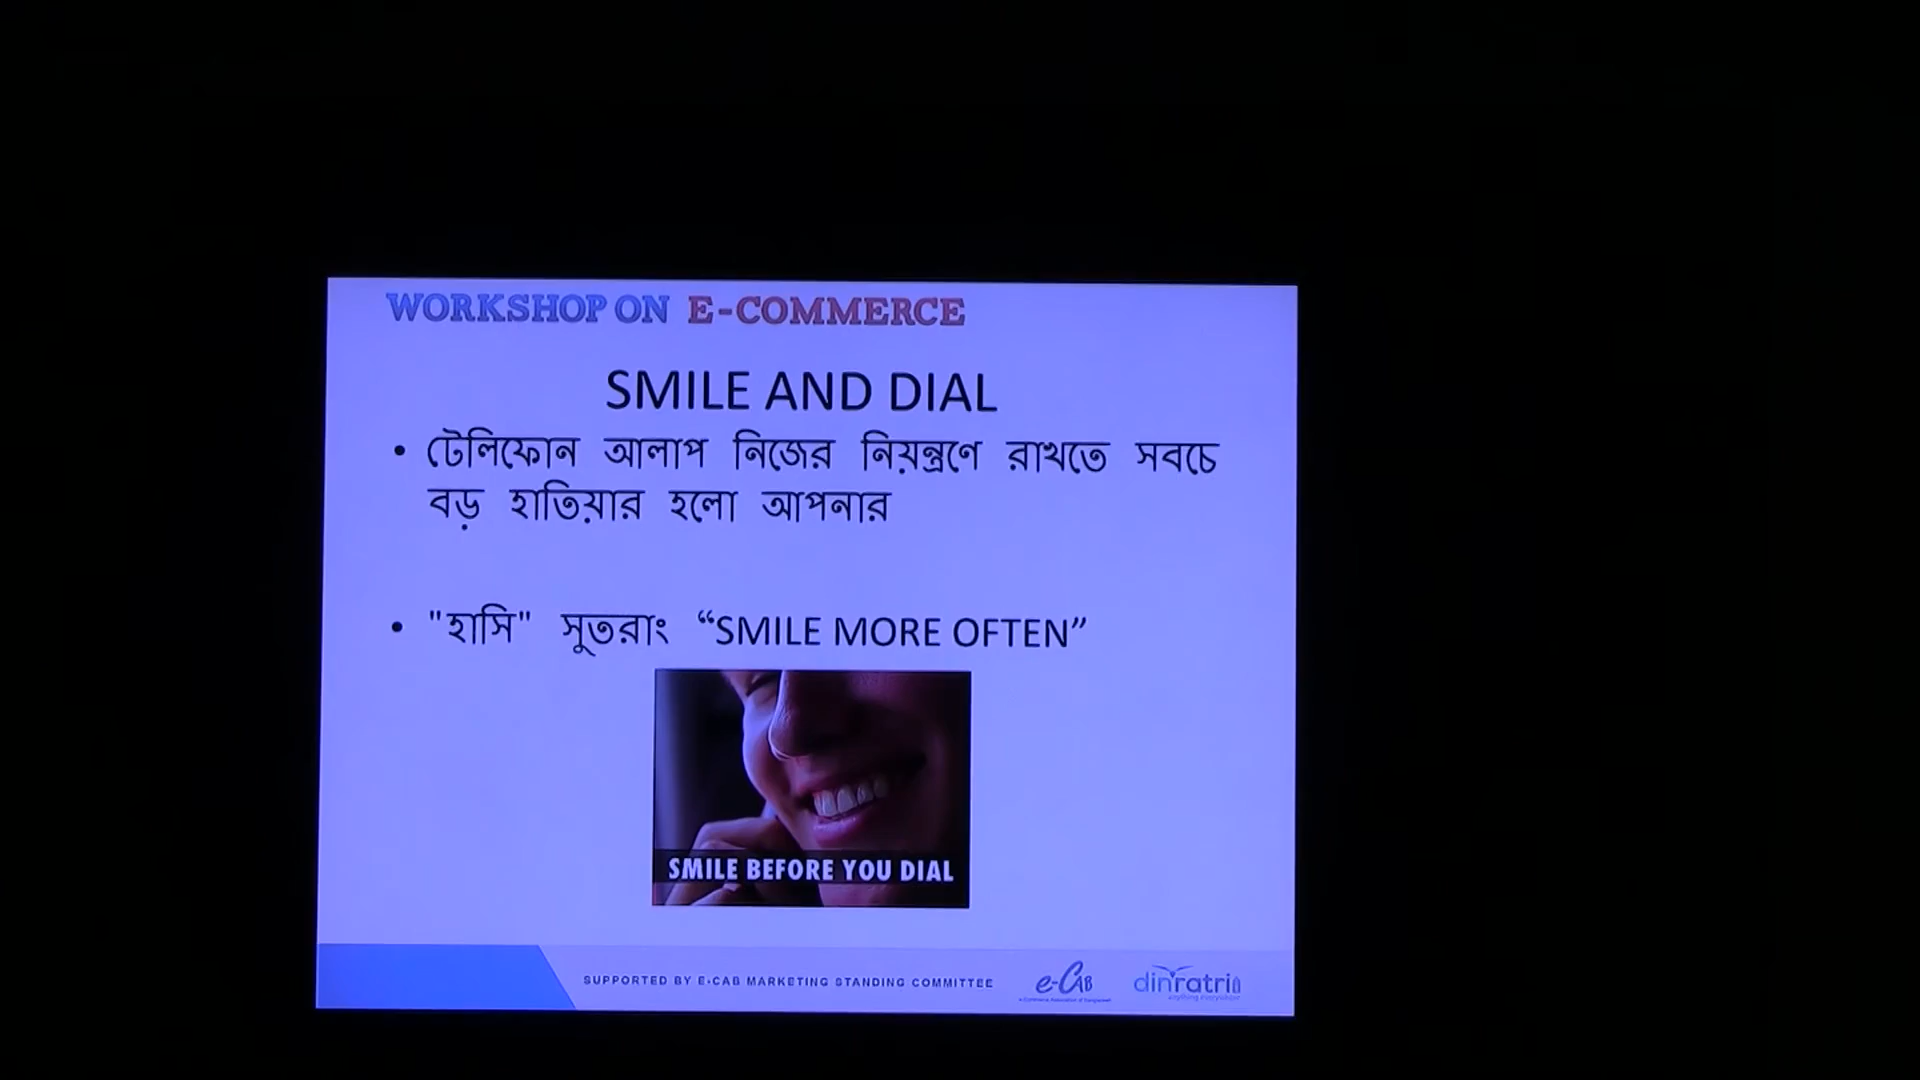 WORKSHOP ON E-COMMERCE
SMILE AND DIAL
• টেলিফোন আলাপ নিজের নিয়ন্ত্রণে রাখতে সবচে
বড় হাতিয়ার হলো আপনার
• "হাসি" সুতরাং “SMILE MORE OFTEN”
SMILE BEFORE YOU DIAL
SUPPORTED BY E-CAB MARKETING STANDING COMMITTEE
e-CAB
dinratri